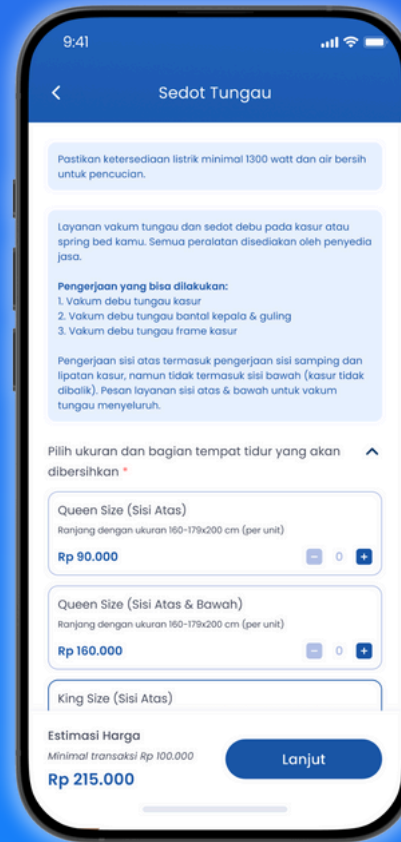 9:41
Sedot Tungau
Pastikan ketersediaan listrik minimal 1300 watt dan air bersih
untuk pencucian.
Layanan vakum tungau dan sedot debu pada kasur atau
spring bed kamu. Semua peralatan disediakan oleh penyedia
jasa.
Pengerjaan yang bisa dilakukan:
1. Vakum debu tungau kasur
2. Vakum debu tungau bantal kepala & guling
3. Vakum debu tungau frame kasur
Pengerjaan sisi atas termasuk pengerjaan sisi samping dan
lipatan kasur, namun tidak termasuk sisi bawah (kasur tidak
dibalik). Pesan layanan sisi atas & bawah untuk vakum
tungau menyeluruh.
Pilih ukuran dan bagian tempat tidur yang akan
dibersihkan *
Queen Size (Sisi Atas)
Ranjang dengan ukuran 160-179x200 cm (per unit)
Rp 90.000 − 0 +
Queen Size (Sisi Atas & Bawah)
Ranjang dengan ukuran 160-179x200 cm (per unit)
Rp 160.000 − 0 +
King Size (Sisi Atas)
Estimasi Harga
Minimal transaksi Rp 100.000
Rp 215.000
Lanjut